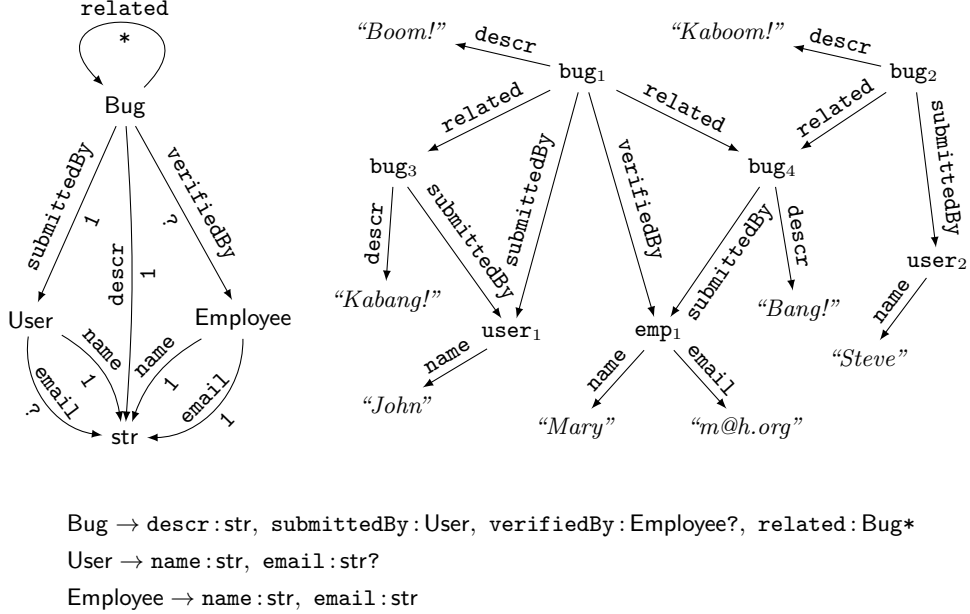 related
*
Bug
submittedBy
1
descr
1
verifiedBy
?
User
Employee
name
1
name
1
email
?
email
1
str
“Boom!”
descr
bug1
“Kaboom!”
descr
bug2
related
related
related
submittedBy
bug3
submittedBy
verifiedBy
bug4
descr
submittedBy
submittedBy
descr
user2
“Kabang!”
“Bang!”
user1
emp1
name
“Steve”
name
name
email
“John”
“Mary”
“m@h.org”
Bug → descr : str, submittedBy : User, verifiedBy : Employee?, related : Bug*
User → name : str, email : str?
Employee → name : str, email : str